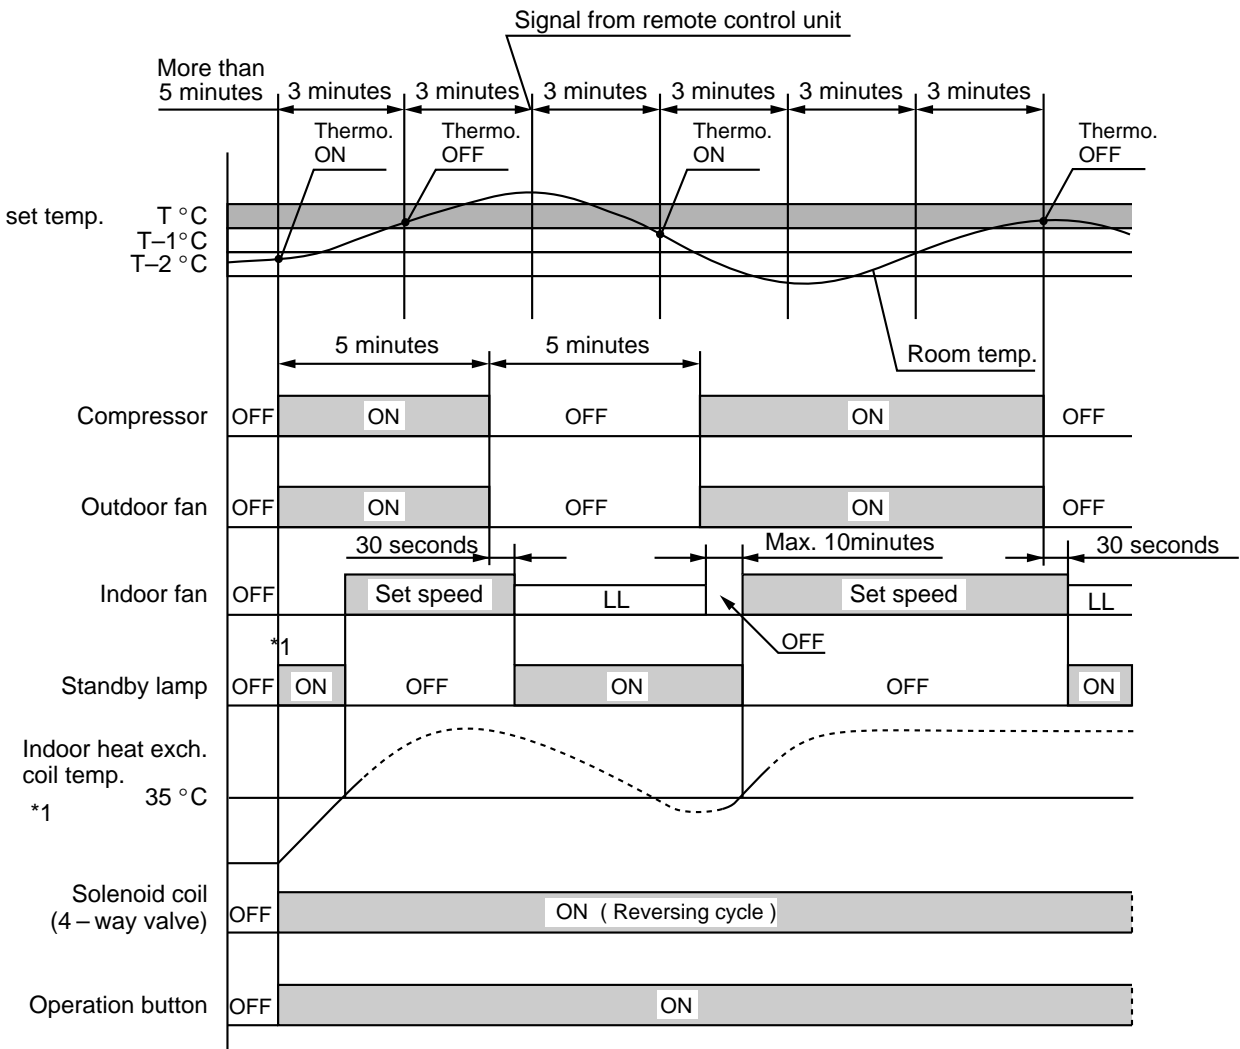 Signal from remote control unit
More than
5 minutes
3 minutes
3 minutes
3 minutes
3 minutes
3 minutes
3 minutes
Thermo.
ON
Thermo.
OFF
Thermo.
ON
Thermo.
OFF
set temp.
T °C
T–1°C
T–2 °C
Room temp.
5 minutes
5 minutes
Compressor
OFF
ON
OFF
ON
OFF
Outdoor fan
OFF
ON
OFF
ON
OFF
30 seconds
Max. 10minutes
30 seconds
Indoor fan
OFF
Set speed
LL
Set speed
LL
OFF
*1
Standby lamp
OFF
ON
OFF
ON
OFF
ON
Indoor heat exch.
coil temp.
35 °C
*1
Solenoid coil
(4 – way valve)
OFF
ON ( Reversing cycle )
Operation button
OFF
ON